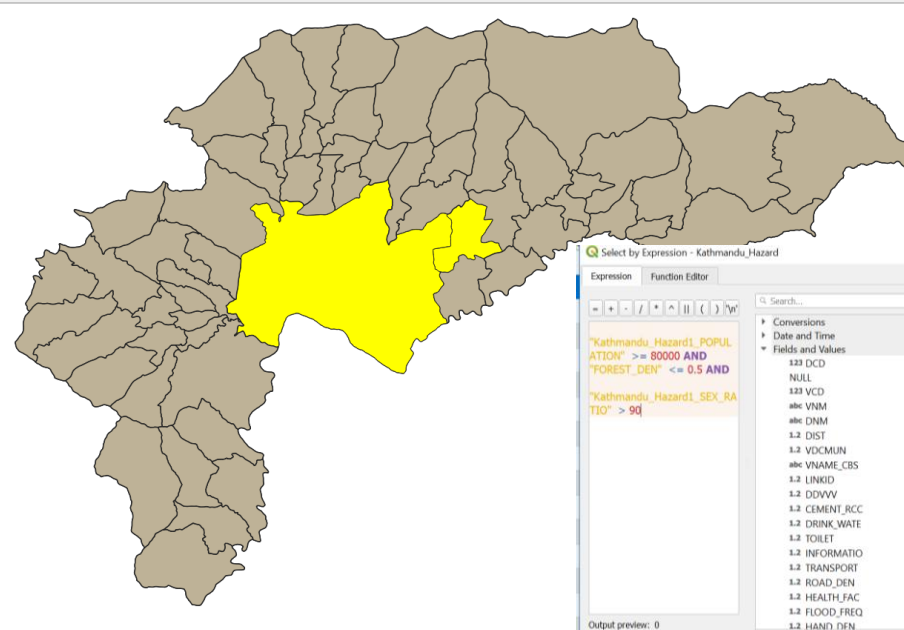 Select by Expression - Kathmandu_Hazard
Expression
Function Editor
= + - / * ^ || ( ) '\n'
Search...
"Kathmandu_Hazard1_POPUL
ATION" >= 80000 AND
"FOREST_DEN" <= 0.5 AND
"Kathmandu_Hazard1_SEX_RA
TIO" > 90
Conversions
Date and Time
Fields and Values
123 DCD
NULL
123 VCD
abc VNM
abc DNM
1.2 DIST
1.2 VDCMUN
abc VNAME_CBS
1.2 LINKID
1.2 DDVVV
1.2 CEMENT_RCC
1.2 DRINK_WATE
1.2 TOILET
1.2 INFORMATIO
1.2 TRANSPORT
1.2 ROAD_DEN
1.2 HEALTH_FAC
1.2 FLOOD_FREQ
1.2 HAND_DEN
Output preview: 0